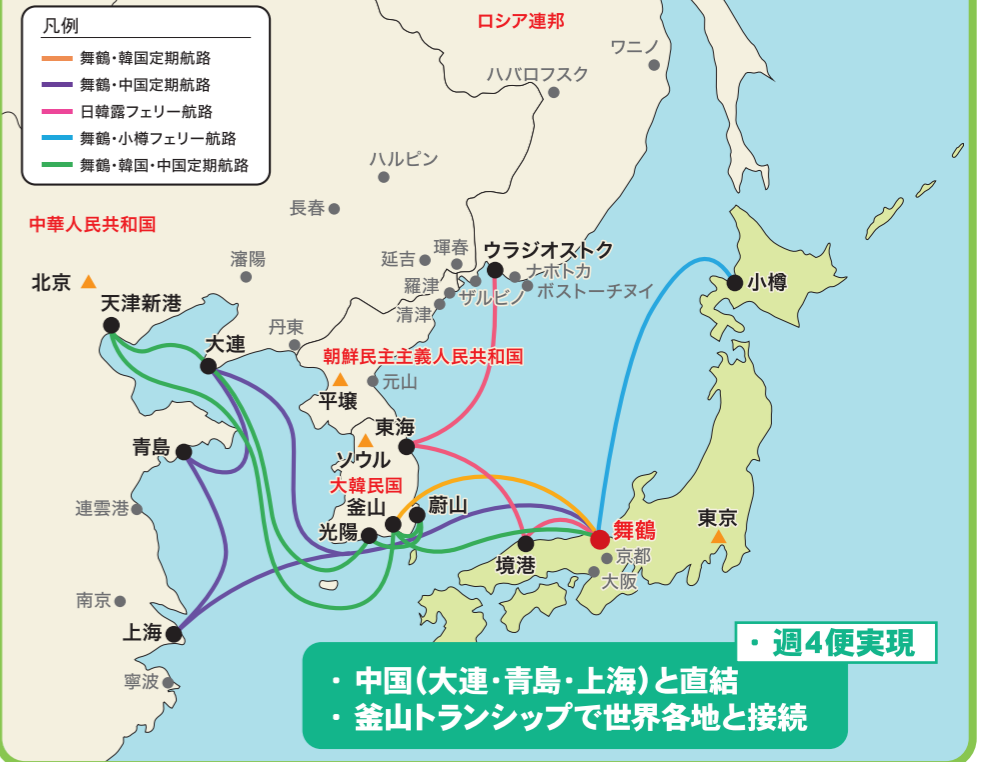 凡例
舞鶴・韓国定期航路
舞鶴・中国定期航路
日韓露フェリー航路
舞鶴・小樽フェリー航路
舞鶴・韓国・中国定期航路
ロシア連邦
ワニノ
ハバロフスク
ハルピン
長春
中華人民共和国
北京
瀋陽
延吉
琿春
ウラジオストク
ナホトカ
ボストーチヌイ
ザルビノ
羅津
清津
小樽
天津新港
丹東
大連
朝鮮民主主義人民共和国
平壌
元山
東海
ソウル
青島
大韓民国
釜山
蔚山
光陽
連雲港
舞鶴
東京
境港
京都
大阪
南京
上海
寧波
・週4便実現
・中国(大連・青島・上海)と直結
・釜山トランシップで世界各地と接続